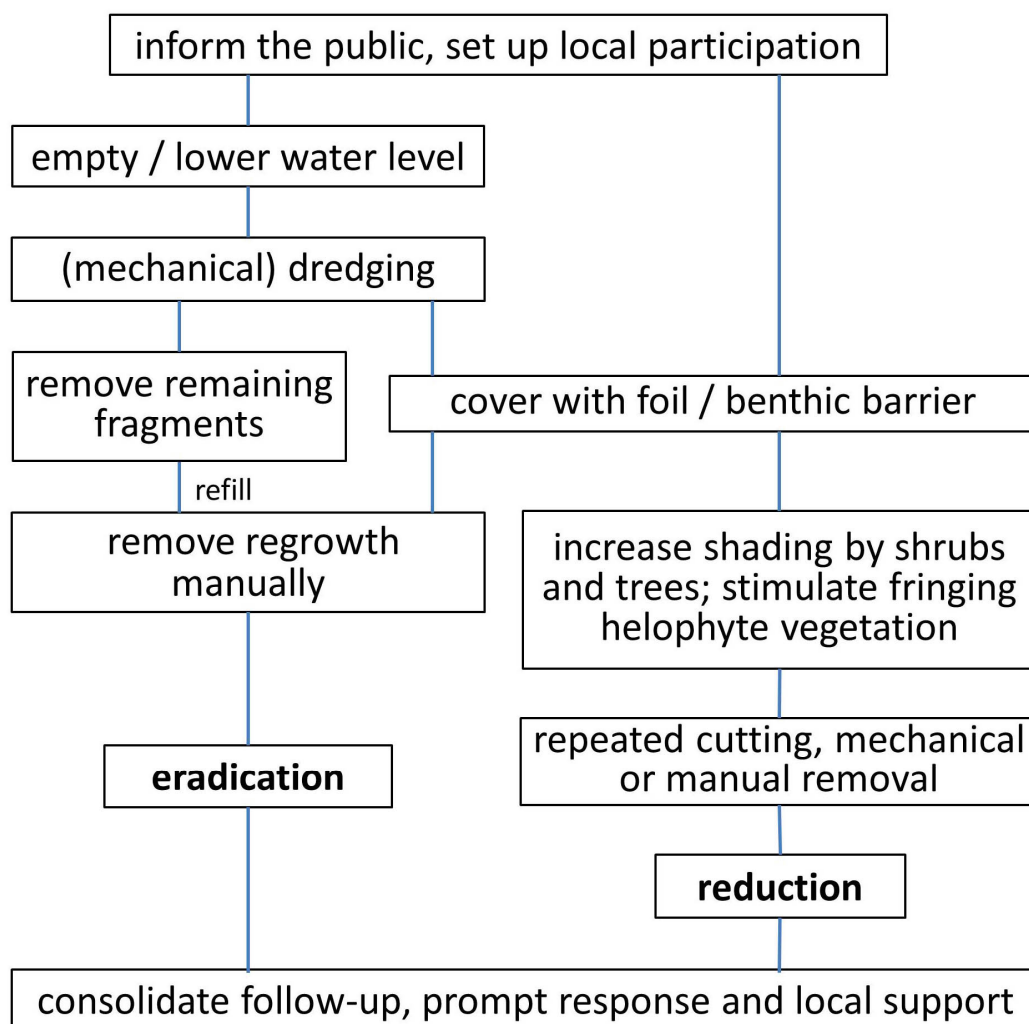 inform the public, set up local participation
empty / lower water level
(mechanical) dredging
remove remaining
fragments
cover with foil / benthic barrier
refill
remove regrowth
manually
increase shading by shrubs
and trees; stimulate fringing
helophyte vegetation
repeated cutting, mechanical
or manual removal
eradication
reduction
consolidate follow-up, prompt response and local support